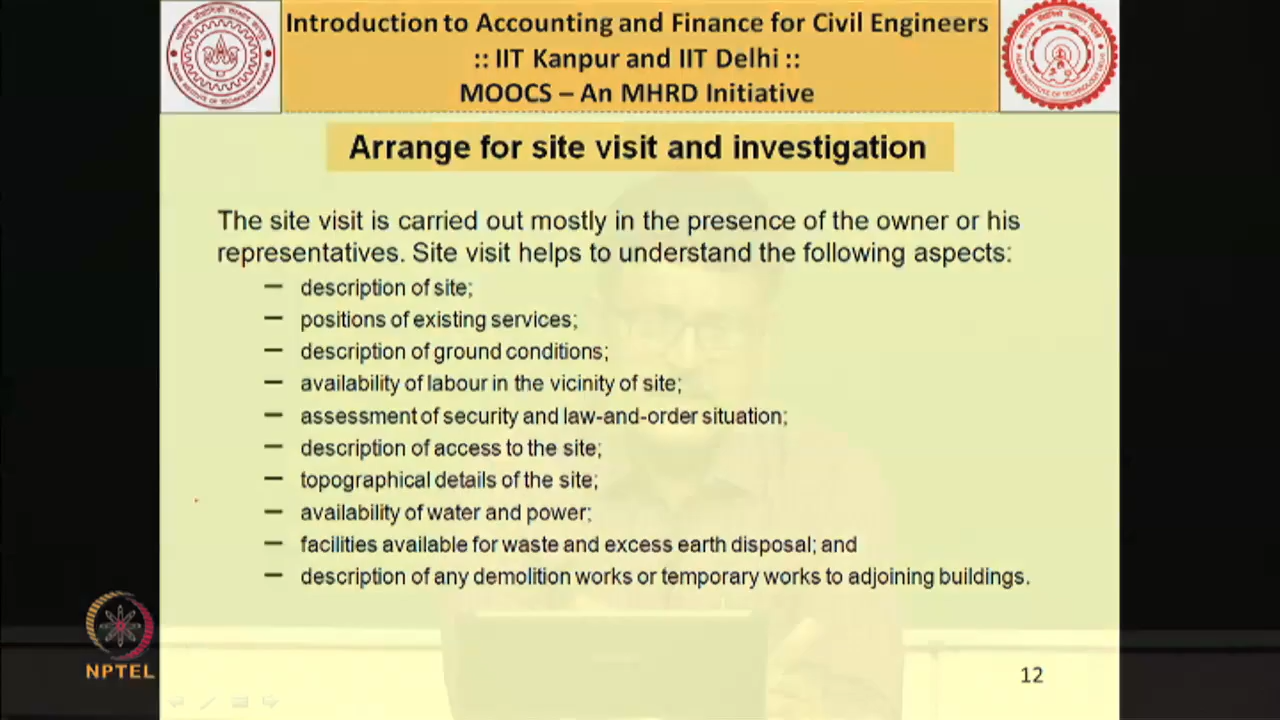 Introduction to Accounting and Finance for Civil Engineers
:: IIT Kanpur and IIT Delhi ::
MOOCS – An MHRD Initiative
Arrange for site visit and investigation
The site visit is carried out mostly in the presence of the owner or his
representatives. Site visit helps to understand the following aspects:
– description of site;
– positions of existing services;
– description of ground conditions;
– availability of labour in the vicinity of site;
– assessment of security and law-and-order situation;
– description of access to the site;
– topographical details of the site;
– availability of water and power;
– facilities available for waste and excess earth disposal; and
– description of any demolition works or temporary works to adjoining buildings.
NPTEL
12